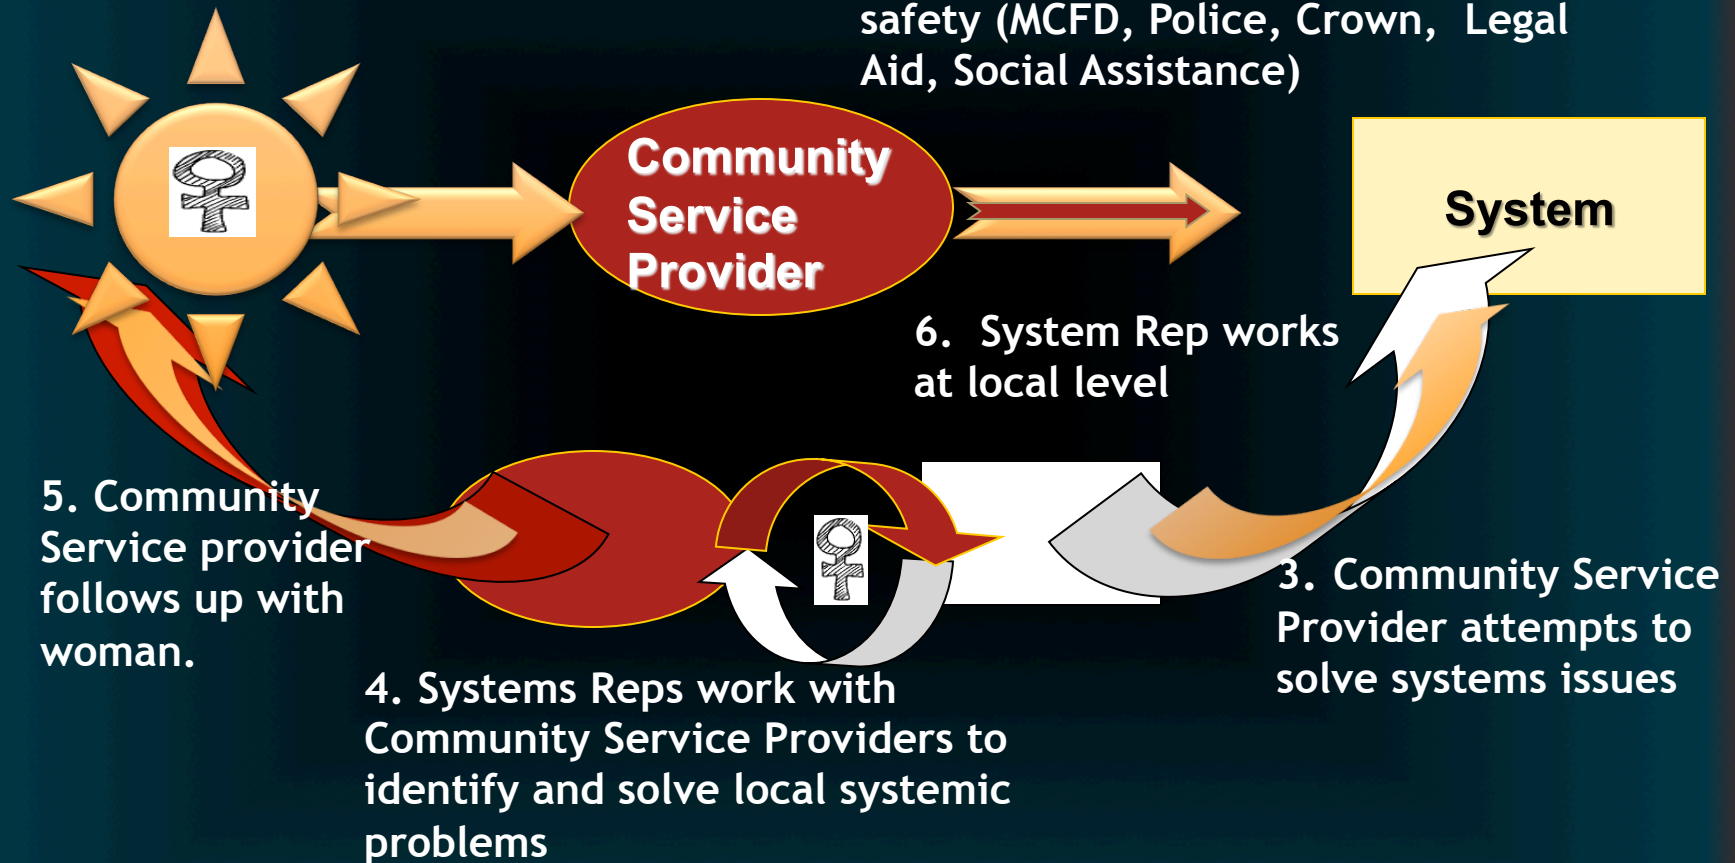 safety (MCFD, Police, Crown,  Legal
Aid, Social Assistance)
Community
Service
Provider
System
6.  System Rep works
at local level
5. Community
Service provider
follows up with
woman.
3. Community Service
Provider attempts to
solve systems issues
4. Systems Reps work with
Community Service Providers to
identify and solve local systemic
problems